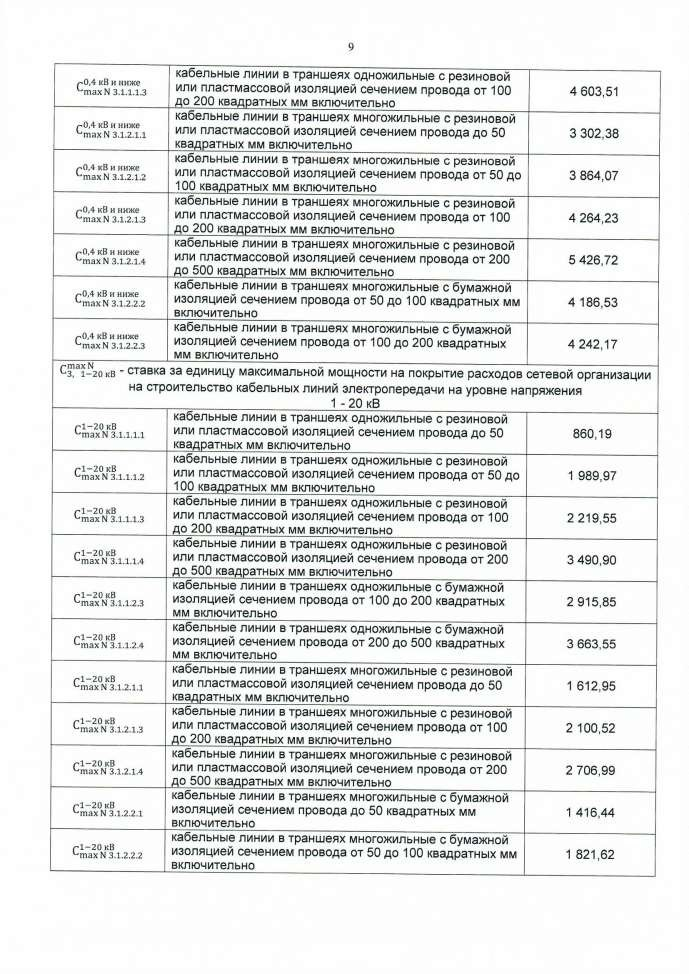 9
C^{0,4 кВ и ниже}_{max N 3.1.1.1.3}
кабельные линии в траншеях одножильные с резиновой
или пластмассовой изоляцией сечением провода от 100
до 200 квадратных мм включительно
4 603,51
C^{0,4 кВ и ниже}_{max N 3.1.2.1.1}
кабельные линии в траншеях многожильные с резиновой
или пластмассовой изоляцией сечением провода до 50
квадратных мм включительно
3 302,38
C^{0,4 кВ и ниже}_{max N 3.1.2.1.2}
кабельные линии в траншеях многожильные с резиновой
или пластмассовой изоляцией сечением провода от 50 до
100 квадратных мм включительно
3 864,07
C^{0,4 кВ и ниже}_{max N 3.1.2.1.3}
кабельные линии в траншеях многожильные с резиновой
или пластмассовой изоляцией сечением провода от 100
до 200 квадратных мм включительно
4 264,23
C^{0,4 кВ и ниже}_{max N 3.1.2.1.4}
кабельные линии в траншеях многожильные с резиновой
или пластмассовой изоляцией сечением провода от 200
до 500 квадратных мм включительно
5 426,72
C^{0,4 кВ и ниже}_{max N 3.1.2.2.2}
кабельные линии в траншеях многожильные с бумажной
изоляцией сечением провода от 50 до 100 квадратных мм
включительно
4 186,53
C^{0,4 кВ и ниже}_{max N 3.1.2.2.3}
кабельные линии в траншеях многожильные с бумажной
изоляцией сечением провода от 100 до 200 квадратных
мм включительно
4 242,17
C^{max N}_{3, 1−20 кВ} - ставка за единицу максимальной мощности на покрытие расходов сетевой организации
на строительство кабельных линий электропередачи на уровне напряжения
1 - 20 кВ
C^{1−20 кВ}_{max N 3.1.1.1.1}
кабельные линии в траншеях одножильные с резиновой
или пластмассовой изоляцией сечением провода до 50
квадратных мм включительно
860,19
C^{1−20 кВ}_{max N 3.1.1.1.2}
кабельные линии в траншеях одножильные с резиновой
или пластмассовой изоляцией сечением провода от 50 до
100 квадратных мм включительно
1 989,97
C^{1−20 кВ}_{max N 3.1.1.1.3}
кабельные линии в траншеях одножильные с резиновой
или пластмассовой изоляцией сечением провода от 100
до 200 квадратных мм включительно
2 219,55
C^{1−20 кВ}_{max N 3.1.1.1.4}
кабельные линии в траншеях одножильные с резиновой
или пластмассовой изоляцией сечением провода от 200
до 500 квадратных мм включительно
3 490,90
C^{1−20 кВ}_{max N 3.1.1.2.3}
кабельные линии в траншеях одножильные с бумажной
изоляцией сечением провода от 100 до 200 квадратных
мм включительно
2 915,85
C^{1−20 кВ}_{max N 3.1.1.2.4}
кабельные линии в траншеях одножильные с бумажной
изоляцией сечением провода от 200 до 500 квадратных
мм включительно
3 663,55
C^{1−20 кВ}_{max N 3.1.2.1.1}
кабельные линии в траншеях многожильные с резиновой
или пластмассовой изоляцией сечением провода до 50
квадратных мм включительно
1 612,95
C^{1−20 кВ}_{max N 3.1.2.1.3}
кабельные линии в траншеях многожильные с резиновой
или пластмассовой изоляцией сечением провода от 100
до 200 квадратных мм включительно
2 100,52
C^{1−20 кВ}_{max N 3.1.2.1.4}
кабельные линии в траншеях многожильные с резиновой
или пластмассовой изоляцией сечением провода от 200
до 500 квадратных мм включительно
2 706,99
C^{1−20 кВ}_{max N 3.1.2.2.1}
кабельные линии в траншеях многожильные с бумажной
изоляцией сечением провода до 50 квадратных мм
включительно
1 416,44
C^{1−20 кВ}_{max N 3.1.2.2.2}
кабельные линии в траншеях многожильные с бумажной
изоляцией сечением провода от 50 до 100 квадратных мм
включительно
1 821,62